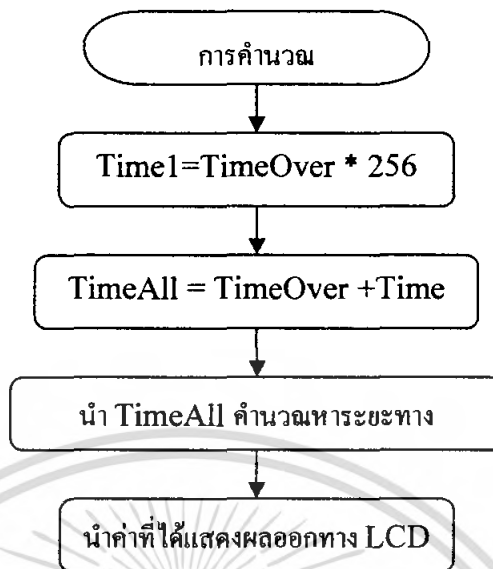 การคำนวณ
Time1=TimeOver * 256
TimeAll = TimeOver +Time
นำ TimeAll คำนวณหาระยะทาง
นำค่าที่ได้แสดงผลออกทาง LCD